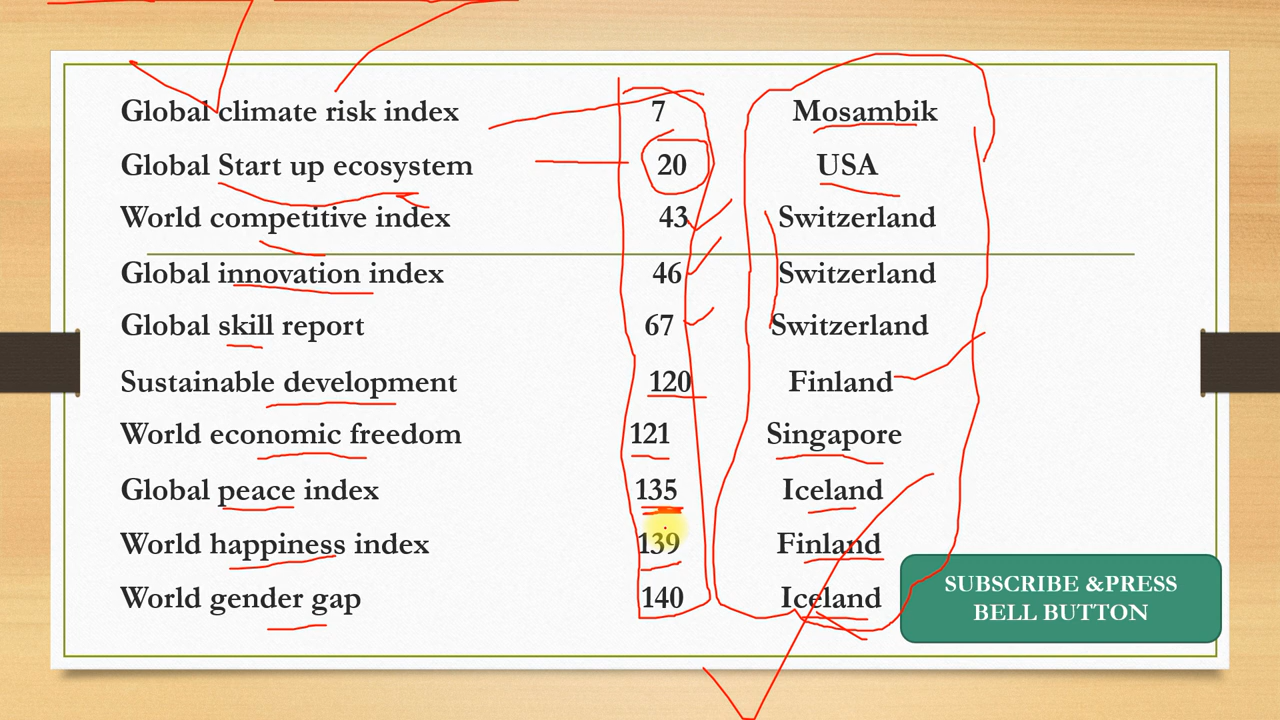 Global climate risk index 7 Mosambik
Global Start up ecosystem 20 USA
World competitive index 43 Switzerland
Global innovation index 46 Switzerland
Global skill report 67 Switzerland
Sustainable development 120 Finland
World economic freedom 121 Singapore
Global peace index 135 Iceland
World happiness index 139 Finland
World gender gap 140 Iceland
SUBSCRIBE &PRESS
BELL BUTTON